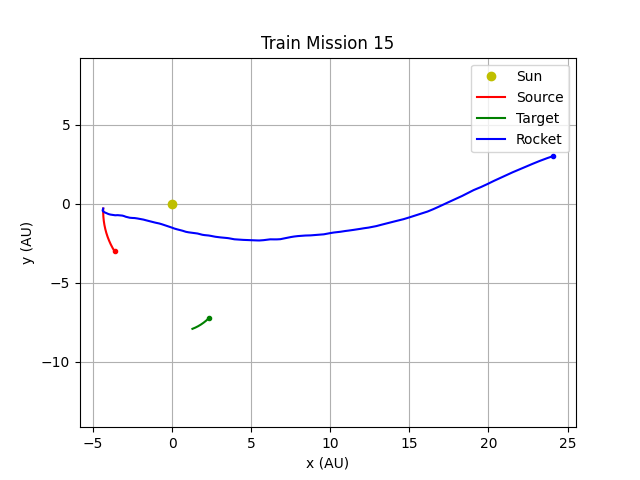 Train Mission 15
Sun
Source
Target
Rocket
5
0
−5
−10
y (AU)
−5
0
5
10
15
20
25
x (AU)